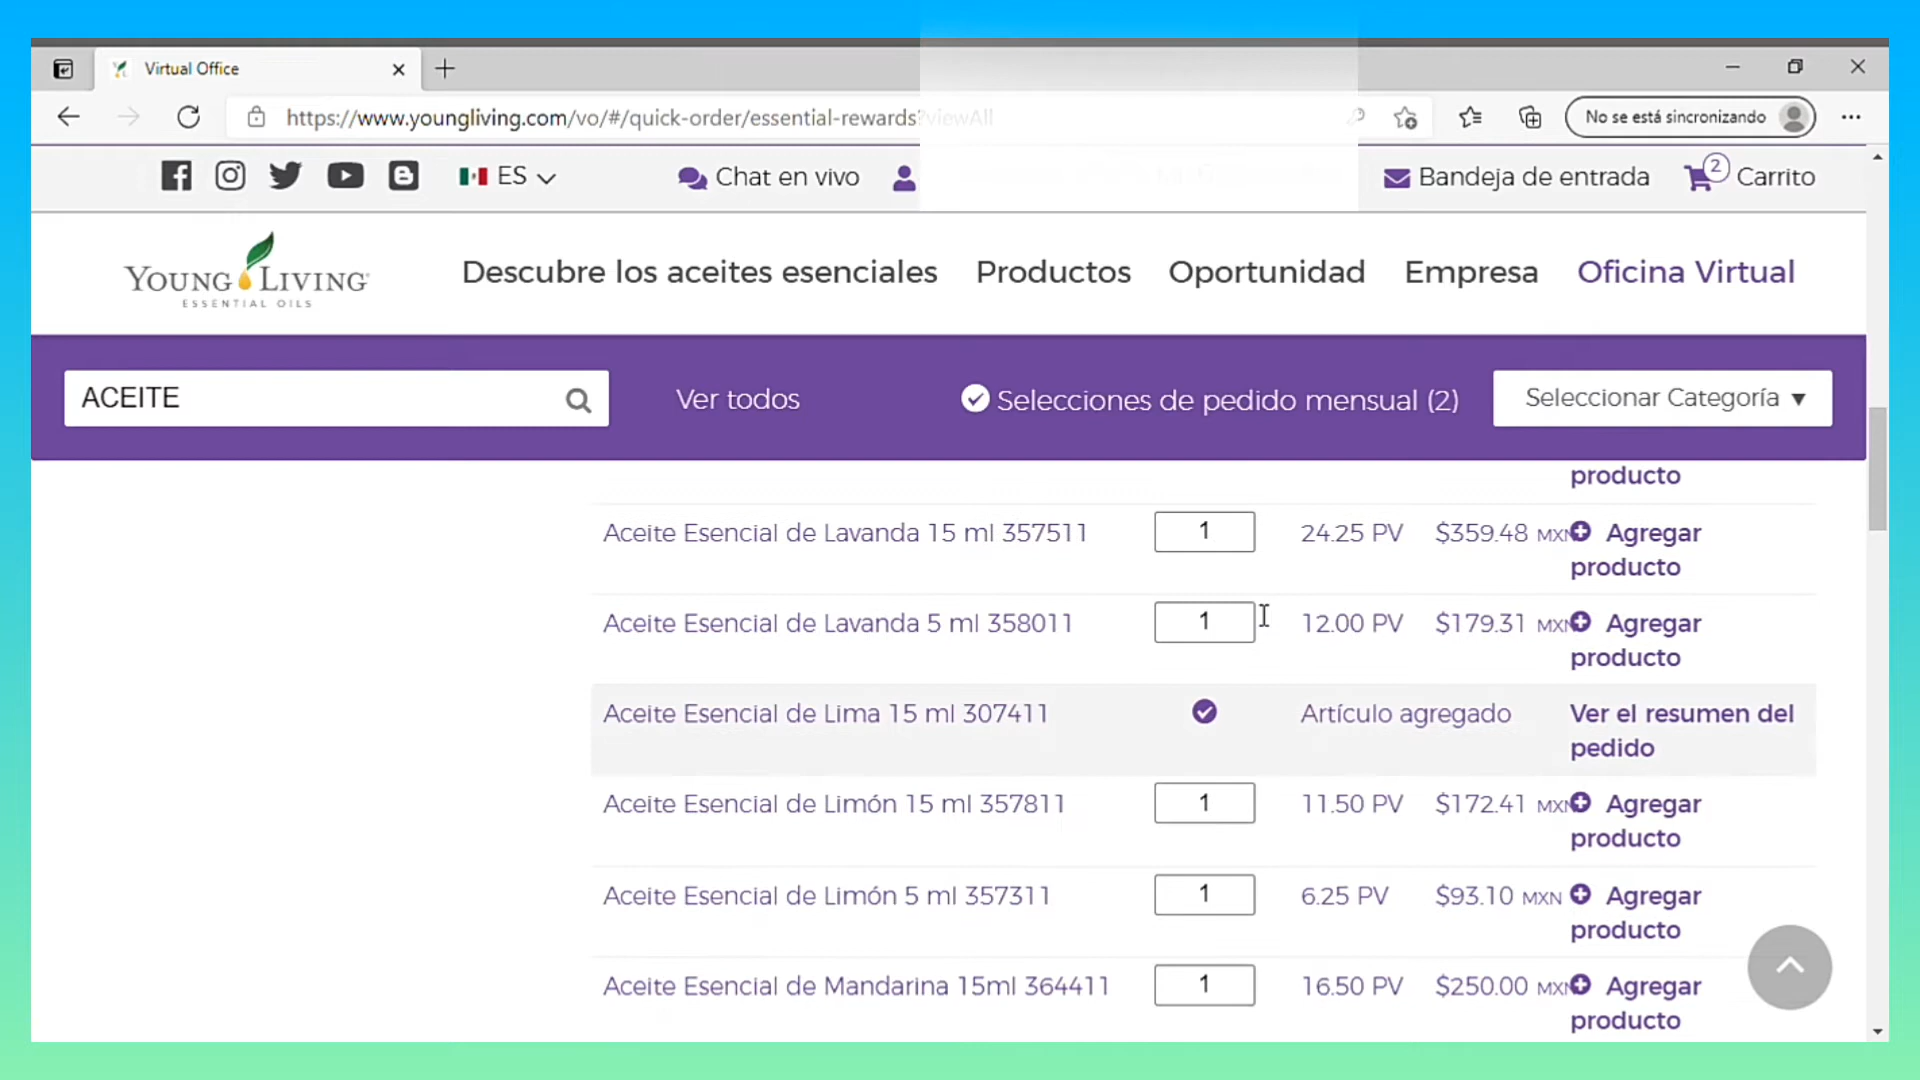 Virtual Office
https://www.youngliving.com/vo/#/quick-order/essential-rewards?viewAll
No se está sincronizando
ES
Chat en vivo
Bandeja de entrada
2
Carrito
YOUNG LIVING
ESSENTIAL OILS
Descubre los aceites esenciales
Productos
Oportunidad
Empresa
Oficina Virtual
ACEITE
Ver todos
Selecciones de pedido mensual (2)
Seleccionar Categoría
producto
Aceite Esencial de Lavanda 15 ml 357511 1 24.25 PV $359.48 MXN Agregar
producto
Aceite Esencial de Lavanda 5 ml 358011 1 12.00 PV $179.31 MXN Agregar
producto
Aceite Esencial de Lima 15 ml 307411 Artículo agregado Ver el resumen del
pedido
Aceite Esencial de Limón 15 ml 357811 1 11.50 PV $172.41 MXN Agregar
producto
Aceite Esencial de Limón 5 ml 357311 1 6.25 PV $93.10 MXN Agregar
producto
Aceite Esencial de Mandarina 15ml 364411 1 16.50 PV $250.00 MXN Agregar
producto